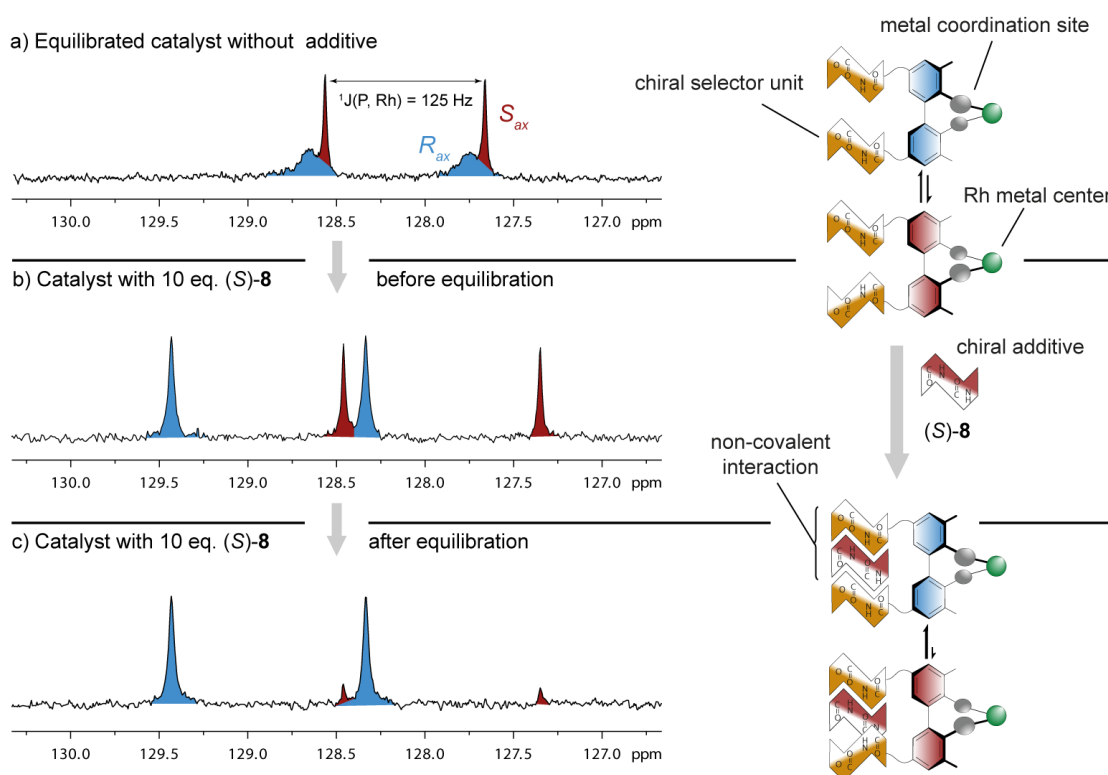 a) Equilibrated catalyst without additive
¹J(P, Rh) = 125 Hz
Sax
Rax
130.0 129.5 129.0 128.5 128.0 127.5 127.0 ppm
b) Catalyst with 10 eq. (S)-8 before equilibration
130.0 129.5 129.0 128.5 128.0 127.5 127.0 ppm
c) Catalyst with 10 eq. (S)-8 after equilibration
130.0 129.5 129.0 128.5 128.0 127.5 127.0 ppm
metal coordination site
chiral selector unit
Rh metal center
chiral additive
(S)-8
non-covalent
interaction